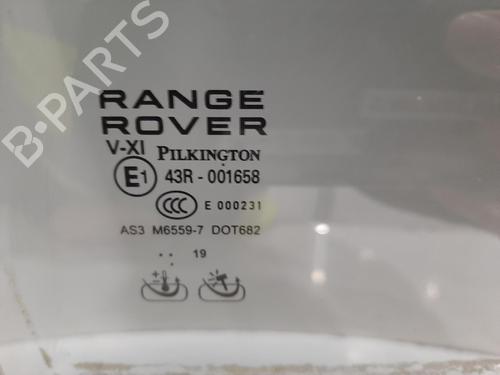 B-PARTS
RANGE
ROVER
V-XI PILKINGTON
E1 43R - 001658
CCC E 000231
AS3 M6559-7 DOT682
.. 19